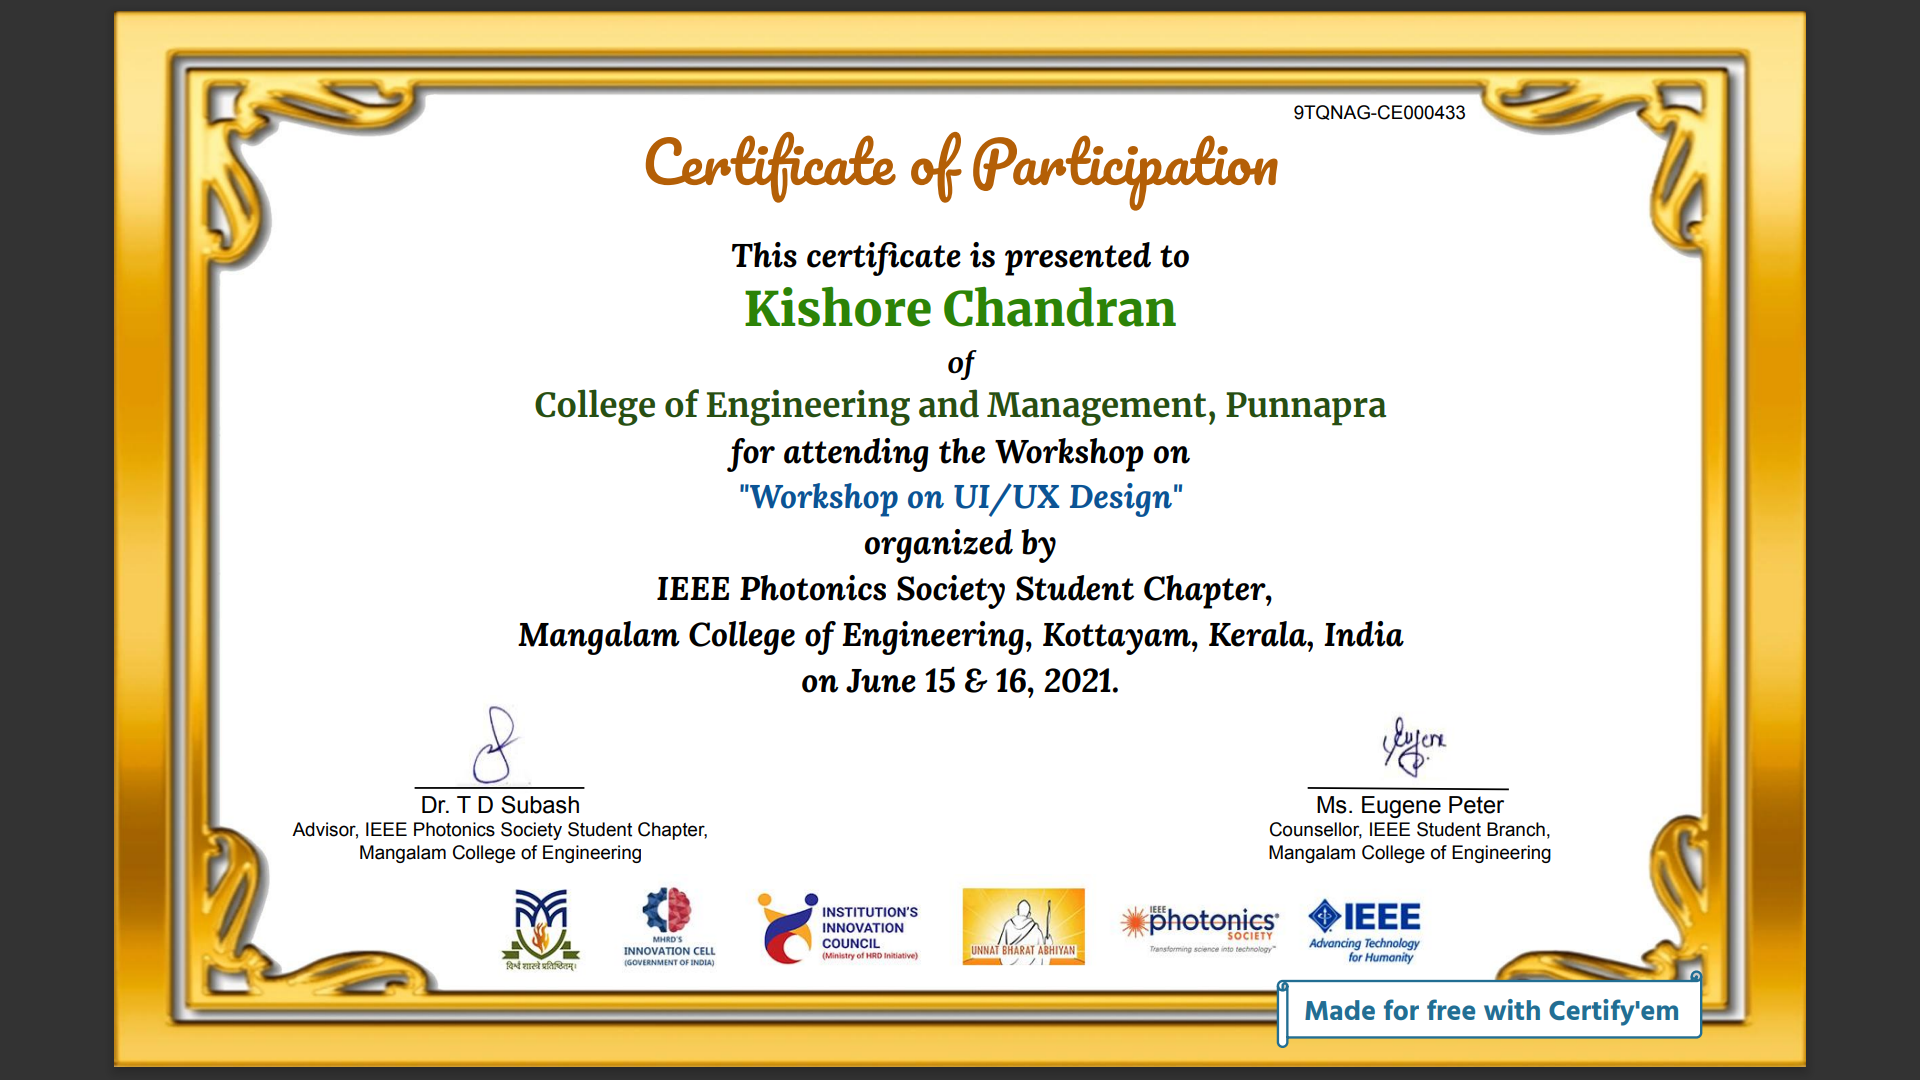 9TQNAG-CE000433
Certificate of Participation
This certificate is presented to
Kishore Chandran
of
College of Engineering and Management, Punnapra
for attending the Workshop on
"Workshop on UI/UX Design"
organized by
IEEE Photonics Society Student Chapter,
Mangalam College of Engineering, Kottayam, Kerala, India
on June 15 & 16, 2021.
Eugene
Dr. T D Subash
Advisor, IEEE Photonics Society Student Chapter,
Mangalam College of Engineering
Ms. Eugene Peter
Counsellor, IEEE Student Branch,
Mangalam College of Engineering
MHRD'S
INNOVATION CELL
(GOVERNMENT OF INDIA)
INSTITUTION'S
INNOVATION
COUNCIL
(Ministry of HRD Initiative)
UNNAT BHARAT ABHIYAN
IEEE
photonics
SOCIETY
Transforming science into technology™
IEEE
Advancing Technology
for Humanity
Made for free with Certify'em